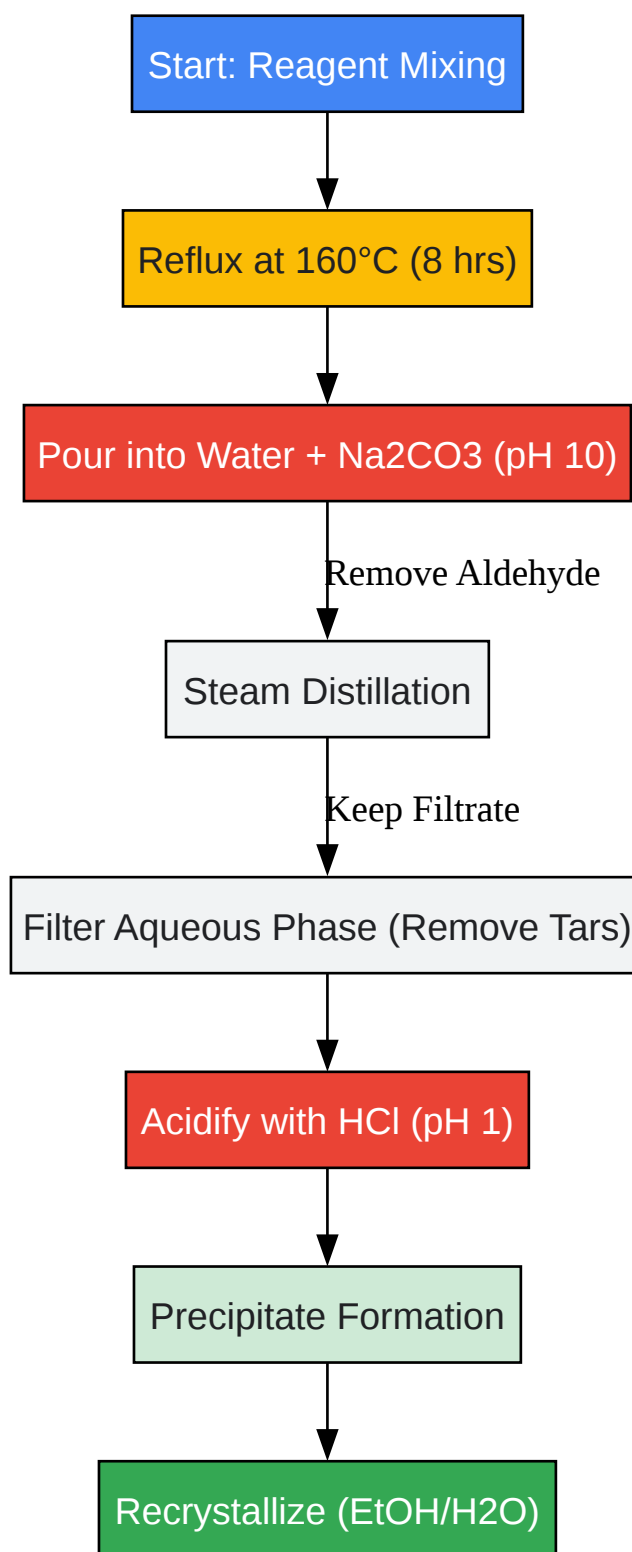 Start: Reagent Mixing
Reflux at 160°C (8 hrs)
Pour into Water + Na2CO3 (pH 10)
Remove Aldehyde
Steam Distillation
Keep Filtrate
Filter Aqueous Phase (Remove Tars)
Acidify with HCl (pH 1)
Precipitate Formation
Recrystallize (EtOH/H2O)